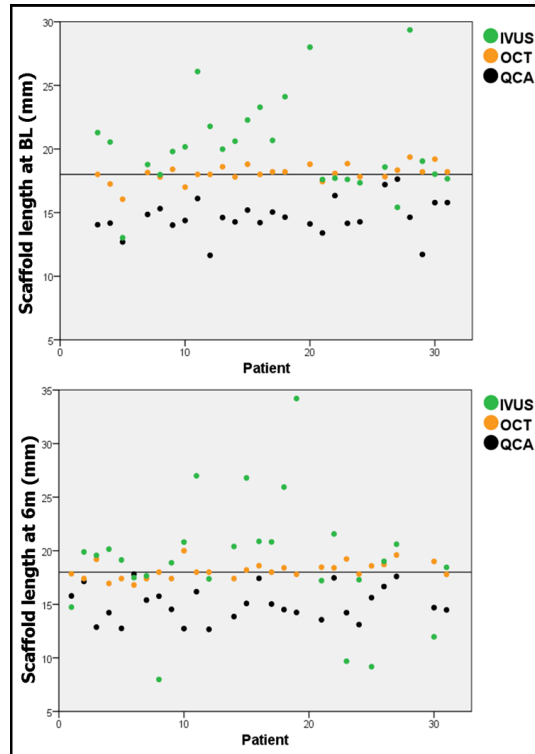 Scaffold length at BL (mm)
30
25
20
15
10
5
0
10
20
30
Patient
IVUS
OCT
QCA
Scaffold length at 6m (mm)
35
30
25
20
15
10
5
0
10
20
30
Patient
IVUS
OCT
QCA